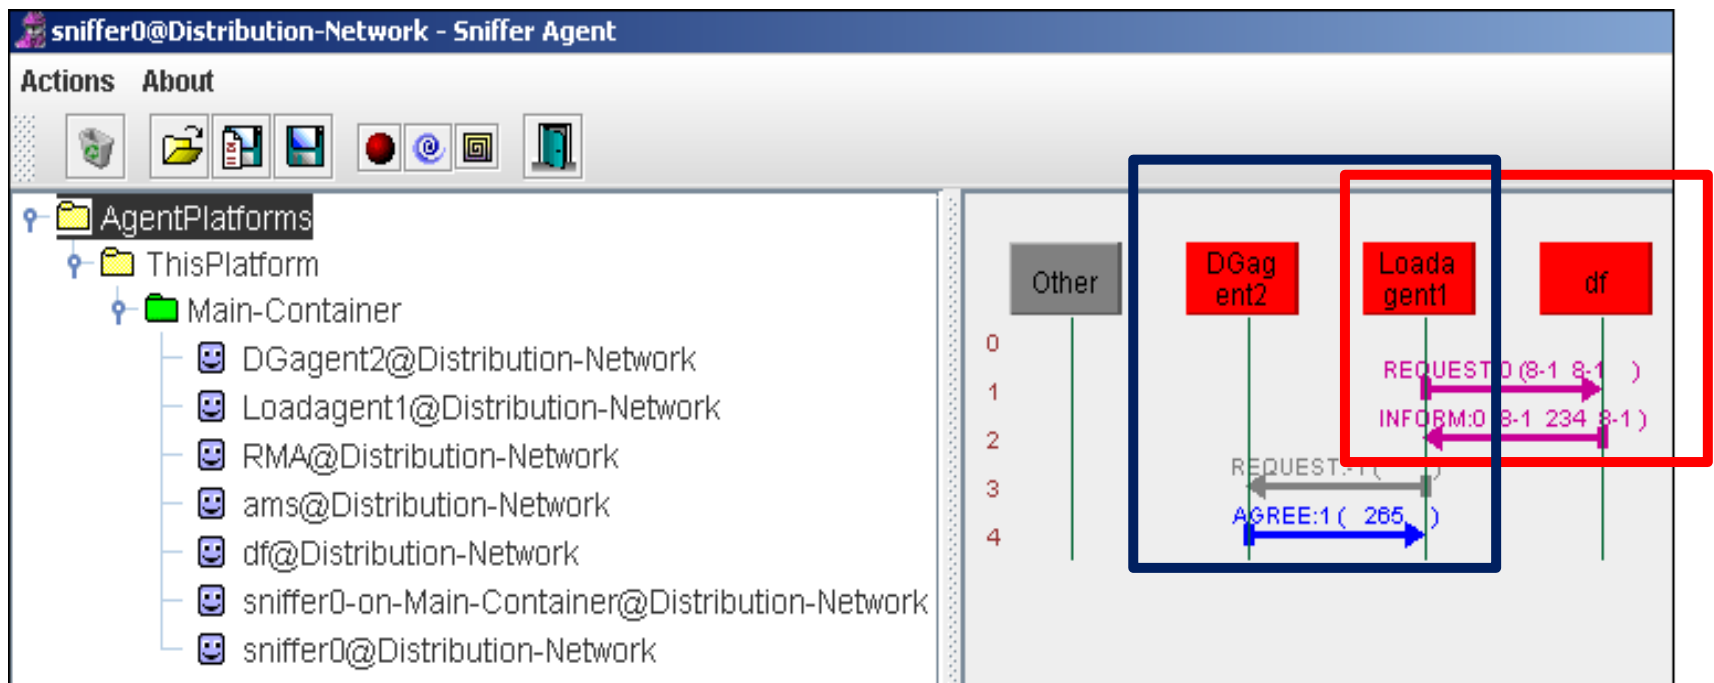 sniffer0@Distribution-Network - Sniffer Agent
Actions About
AgentPlatforms
ThisPlatform
Main-Container
DGagent2@Distribution-Network
Loadagent1@Distribution-Network
RMA@Distribution-Network
ams@Distribution-Network
df@Distribution-Network
sniffer0-on-Main-Container@Distribution-Network
sniffer0@Distribution-Network
Other
DGag
ent2
Loada
gent1
df
0
REQUEST:0 (8-1 8-1 )
1
INFORM:0 (8-1 234 8-1 )
2
REQUEST:-1 ( )
3
AGREE:1 ( 265 )
4